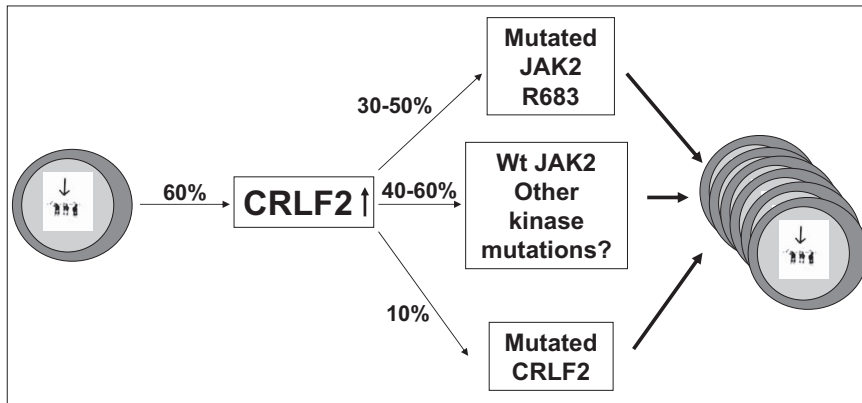 Mutated
JAK2
R683
30-50%
60%
CRLF2
40-60%
Wt JAK2
Other
kinase
mutations?
10%
Mutated
CRLF2